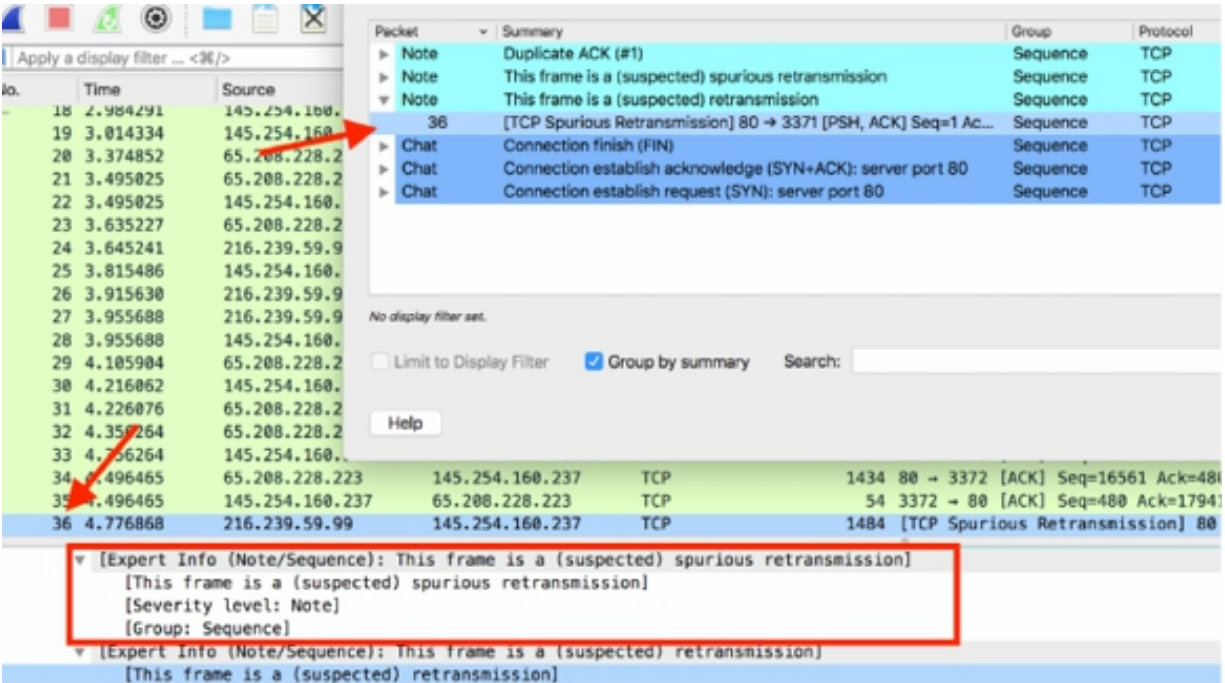 Apply a display filter ... <⌘/>
No. Time Source
18 2.984291 145.254.160.
19 3.014334 145.254.160
20 3.374852 65.208.228.2
21 3.495025 65.208.228.2
22 3.495025 145.254.160.
23 3.635227 65.208.228.2
24 3.645241 216.239.59.9
25 3.815486 145.254.160.
26 3.915630 216.239.59.9
27 3.955688 216.239.59.9
28 3.955688 145.254.160.
29 4.105904 65.208.228.2
30 4.216062 145.254.160.
31 4.226076 65.208.228.2
32 4.356264 65.208.228.2
33 4.356264 145.254.160.
34 4.496465 65.208.228.223 145.254.160.237 TCP 1434 80 → 3372 [ACK] Seq=16561 Ack=480
35 4.496465 145.254.160.237 65.208.228.223 TCP 54 3372 → 80 [ACK] Seq=480 Ack=17941
36 4.776868 216.239.59.99 145.254.160.237 TCP 1484 [TCP Spurious Retransmission] 80
Packet Summary Group Protocol
Note Duplicate ACK (#1) Sequence TCP
Note This frame is a (suspected) spurious retransmission Sequence TCP
Note This frame is a (suspected) retransmission Sequence TCP
36 [TCP Spurious Retransmission] 80 → 3371 [PSH, ACK] Seq=1 Ac... Sequence TCP
Chat Connection finish (FIN) Sequence TCP
Chat Connection establish acknowledge (SYN+ACK): server port 80 Sequence TCP
Chat Connection establish request (SYN): server port 80 Sequence TCP
No display filter set.
Limit to Display Filter Group by summary Search:
Help
[Expert Info (Note/Sequence): This frame is a (suspected) spurious retransmission]
[This frame is a (suspected) spurious retransmission]
[Severity level: Note]
[Group: Sequence]
[Expert Info (Note/Sequence): This frame is a (suspected) retransmission]
[This frame is a (suspected) retransmission]